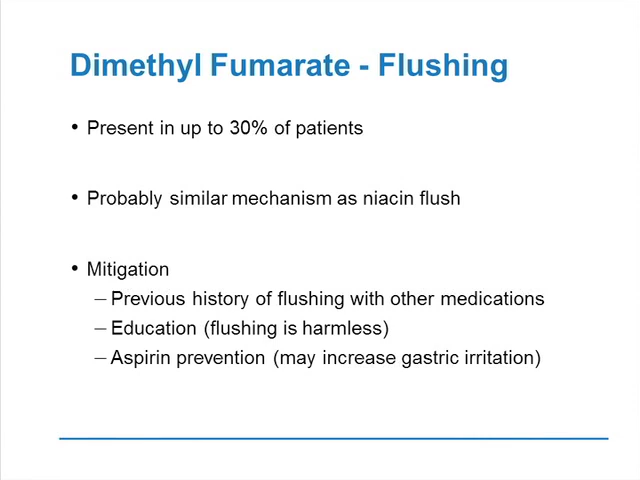 Dimethyl Fumarate - Flushing
• Present in up to 30% of patients
• Probably similar mechanism as niacin flush
• Mitigation
– Previous history of flushing with other medications
– Education (flushing is harmless)
– Aspirin prevention (may increase gastric irritation)